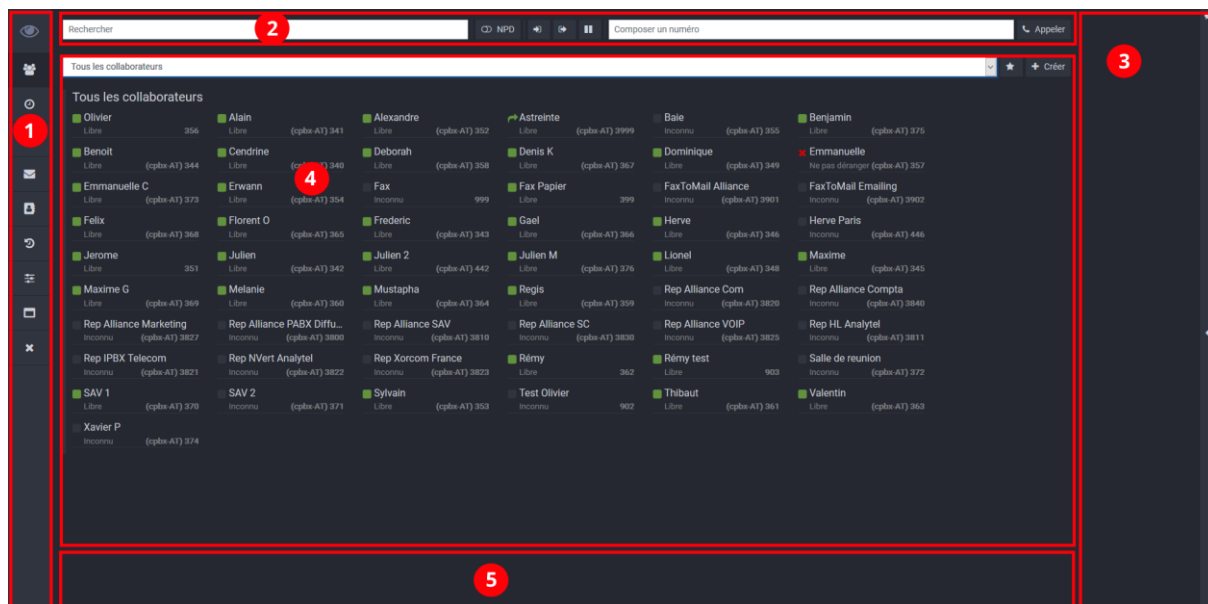 Rechercher
2
NPD
Composer un numéro
Appeler
3
Tous les collaborateurs
Créer
1
Tous les collaborateurs
Olivier Alain Alexandre Astreinte Baie Benjamin
Libre 356 Libre (cpbx-AT) 341 Libre (cpbx-AT) 352 Libre (cpbx-AT) 3999 Inconnu (cpbx-AT) 355 Libre (cpbx-AT) 375
Benoit Cendrine Deborah Denis K Dominique Emmanuelle
Libre (cpbx-AT) 344 Libre (cpbx-AT) 340 Libre (cpbx-AT) 358 Libre (cpbx-AT) 367 Libre (cpbx-AT) 349 Ne pas déranger (cpbx-AT) 357
4
Emmanuelle C Erwann Fax Fax Papier FaxToMail Alliance FaxToMail Emailing
Libre (cpbx-AT) 373 Libre (cpbx-AT) 354 Inconnu 999 Libre 399 Inconnu (cpbx-AT) 3901 Inconnu (cpbx-AT) 3902
Felix Florent O Frederic Gael Herve Herve Paris
Libre (cpbx-AT) 368 Libre (cpbx-AT) 365 Libre (cpbx-AT) 343 Libre (cpbx-AT) 366 Libre (cpbx-AT) 346 Inconnu (cpbx-AT) 446
Jerome Julien Julien 2 Julien M Lionel Maxime
Libre 351 Libre (cpbx-AT) 342 Libre (cpbx-AT) 442 Libre (cpbx-AT) 376 Libre (cpbx-AT) 348 Libre (cpbx-AT) 345
Maxime G Melanie Mustapha Regis Rep Alliance Com Rep Alliance Compta
Libre (cpbx-AT) 369 Libre (cpbx-AT) 360 Libre (cpbx-AT) 364 Libre (cpbx-AT) 359 Inconnu (cpbx-AT) 3820 Inconnu (cpbx-AT) 3840
Rep Alliance Marketing Rep Alliance PABX Diffu... Rep Alliance SAV Rep Alliance SC Rep Alliance VOIP Rep HL Analytel
Inconnu (cpbx-AT) 3827 Inconnu (cpbx-AT) 3800 Inconnu (cpbx-AT) 3810 Inconnu (cpbx-AT) 3830 Inconnu (cpbx-AT) 3825 Inconnu (cpbx-AT) 3811
Rep IPBX Telecom Rep NVert Analytel Rep Xorcom France Rémy Rémy test Salle de reunion
Inconnu (cpbx-AT) 3821 Inconnu (cpbx-AT) 3822 Inconnu (cpbx-AT) 3823 Libre 362 Libre 903 Inconnu (cpbx-AT) 372
SAV 1 SAV 2 Sylvain Test Olivier Thibaut Valentin
Libre (cpbx-AT) 370 Inconnu (cpbx-AT) 371 Libre (cpbx-AT) 353 Inconnu 902 Libre (cpbx-AT) 361 Libre (cpbx-AT) 363
Xavier P
Inconnu (cpbx-AT) 374
5